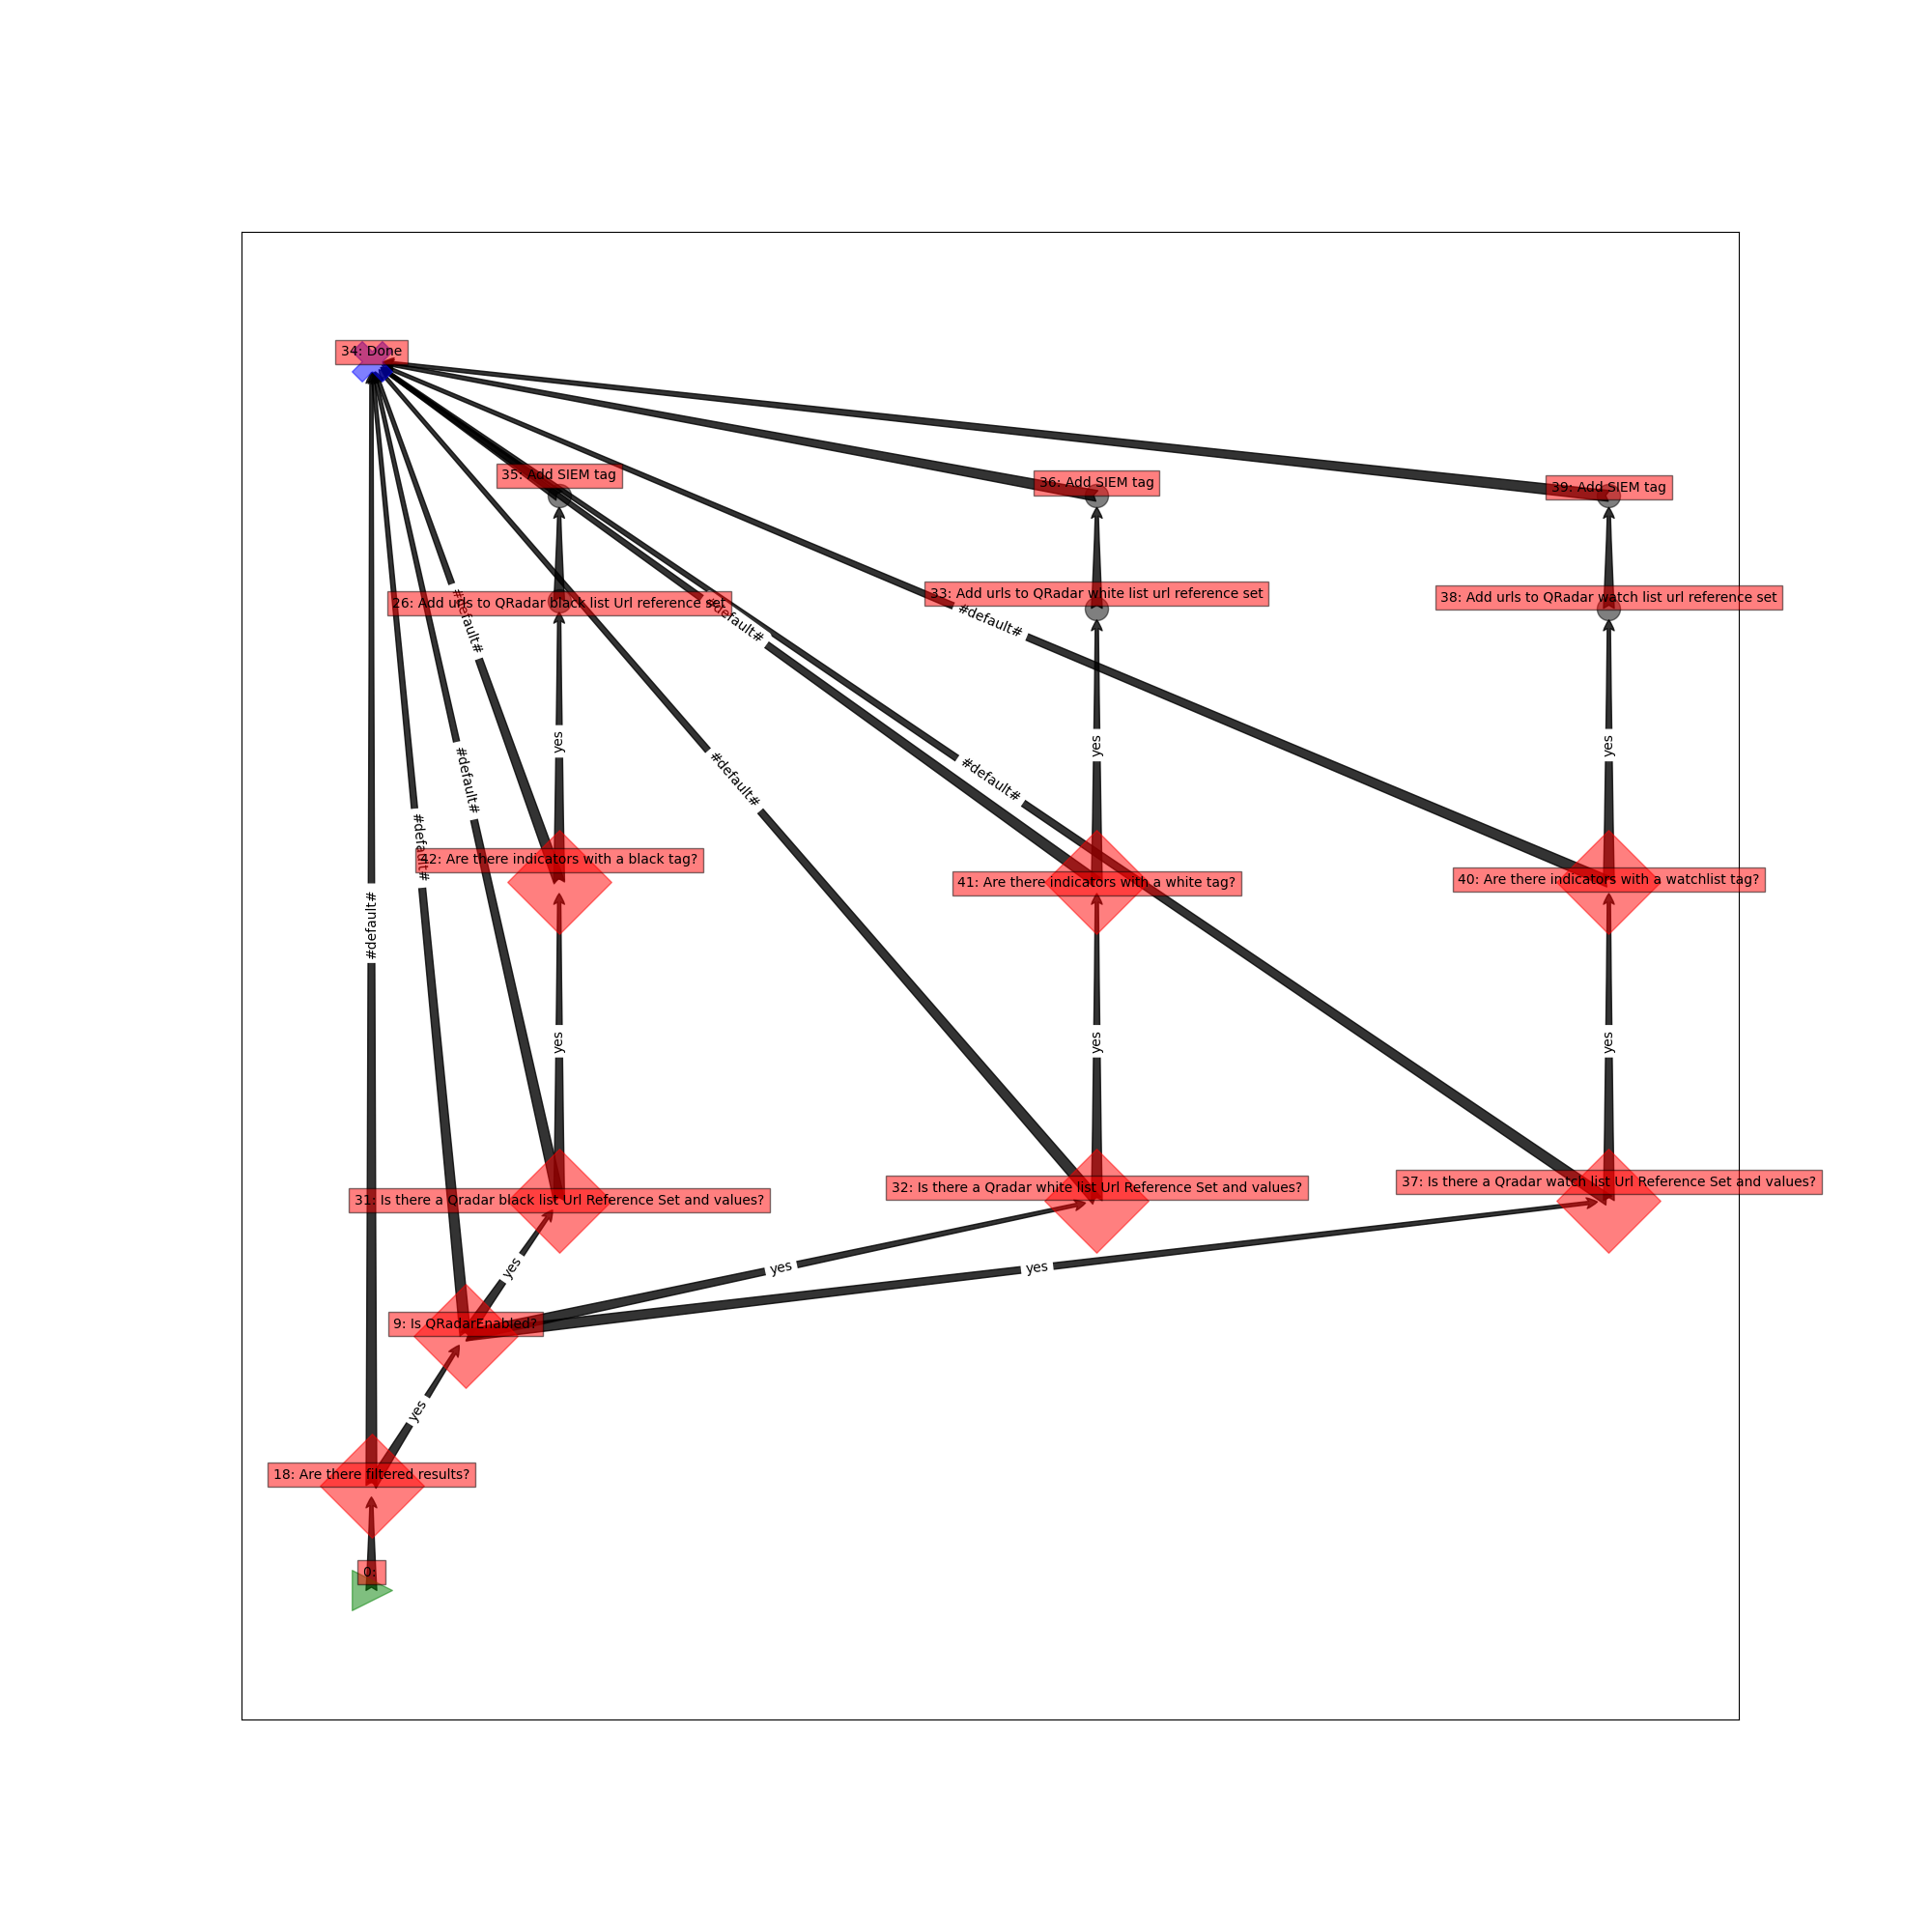 34: Done
35: Add SIEM tag
36: Add SIEM tag
39: Add SIEM tag
26: Add urls to QRadar black list Url reference set
33: Add urls to QRadar white list url reference set
38: Add urls to QRadar watch list url reference set
#default#
#default#
#default#
yes
yes
yes
#default#
#default#
#default#
#default#
42: Are there indicators with a black tag?
41: Are there indicators with a white tag?
40: Are there indicators with a watchlist tag?
#default#
yes
yes
yes
31: Is there a Qradar black list Url Reference Set and values?
32: Is there a Qradar white list Url Reference Set and values?
37: Is there a Qradar watch list Url Reference Set and values?
yes
yes
yes
9: Is QRadarEnabled?
yes
18: Are there filtered results?
0: